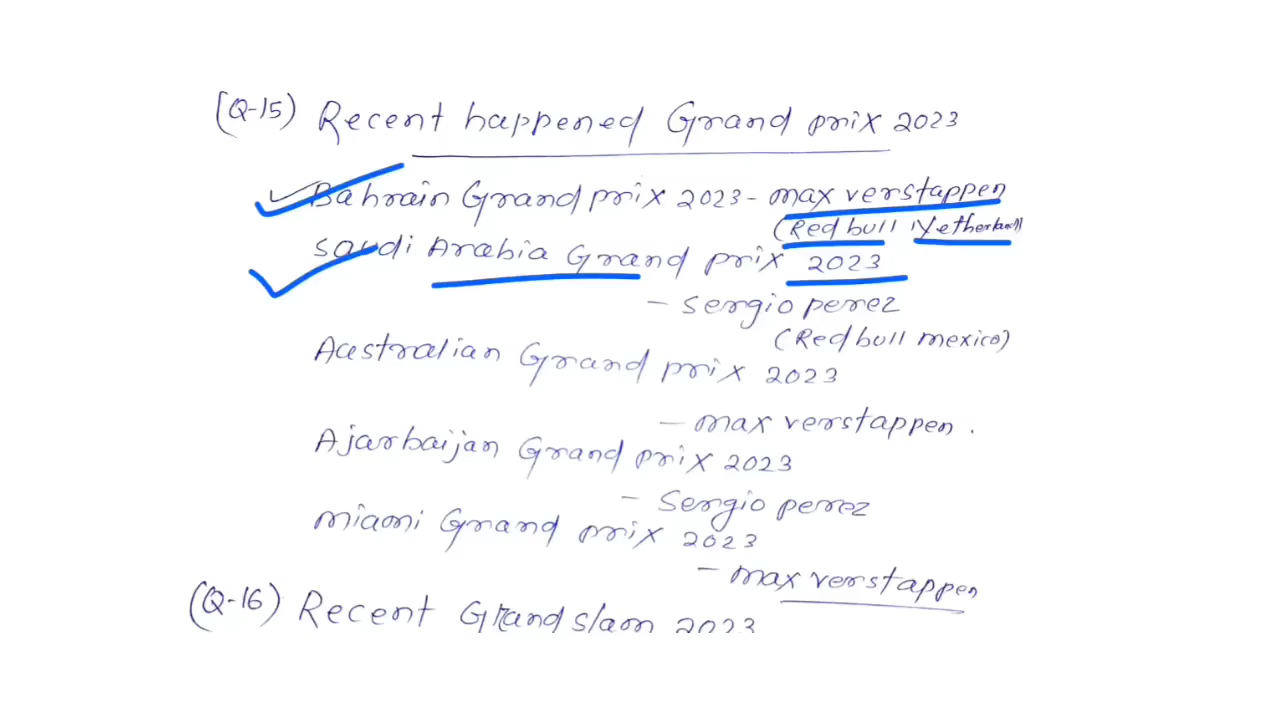 (Q-15) Recent happened Grand prix 2023
Bahrain Grand prix 2023 - max verstappen
(Red bull
Saudi Arabia Grand prix 2023
- Sergio perez
(Red bull mexico)
Australian Grand prix 2023
- max verstappen.
Ajarbaijan Grand prix 2023
- Sergio perez
Miami Grand prix 2023
- max verstappen
(Q-16) Recent Grand slam 2023